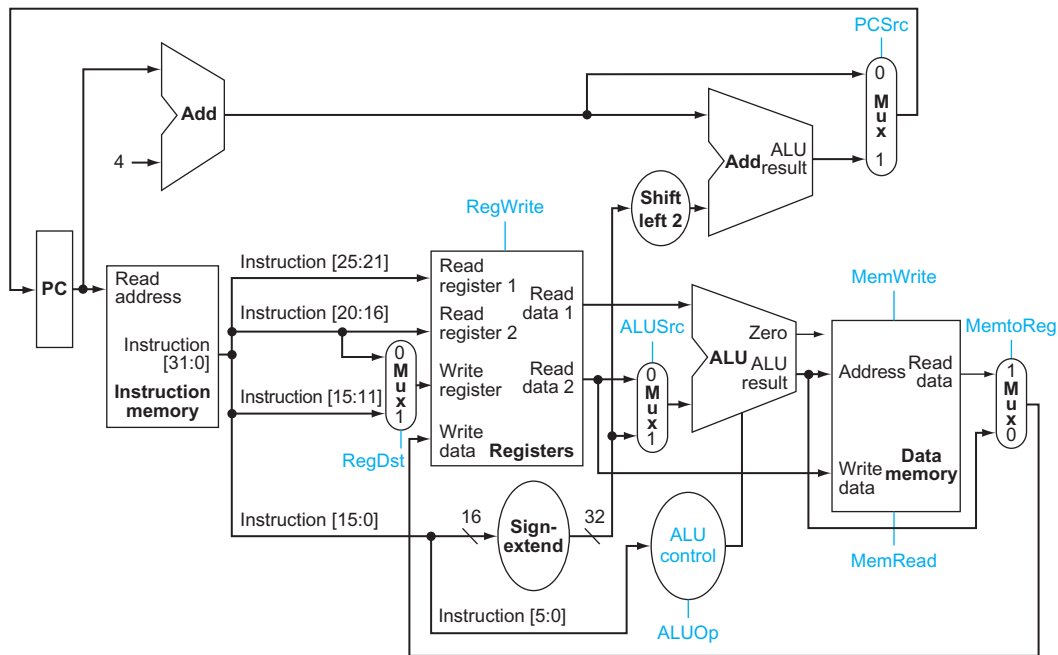 PCSrc
0
Mux
1
Add
4
Add
ALU
result
Shift
left 2
RegWrite
PC
Read
address
Instruction
[31:0]
Instruction
memory
Instruction [25:21]
Instruction [20:16]
Instruction [15:11]
0
Mux
1
RegDst
Read
register 1
Read
register 2
Write
register
Write
data
Read
data 1
Read
data 2
Registers
ALUSrc
0
Mux
1
Zero
ALU
ALU
result
MemWrite
Address
Read
data
Write
data
Data
memory
MemRead
MemtoReg
1
Mux
0
Instruction [15:0]
16
Sign-
extend
32
ALU
control
Instruction [5:0]
ALUOp